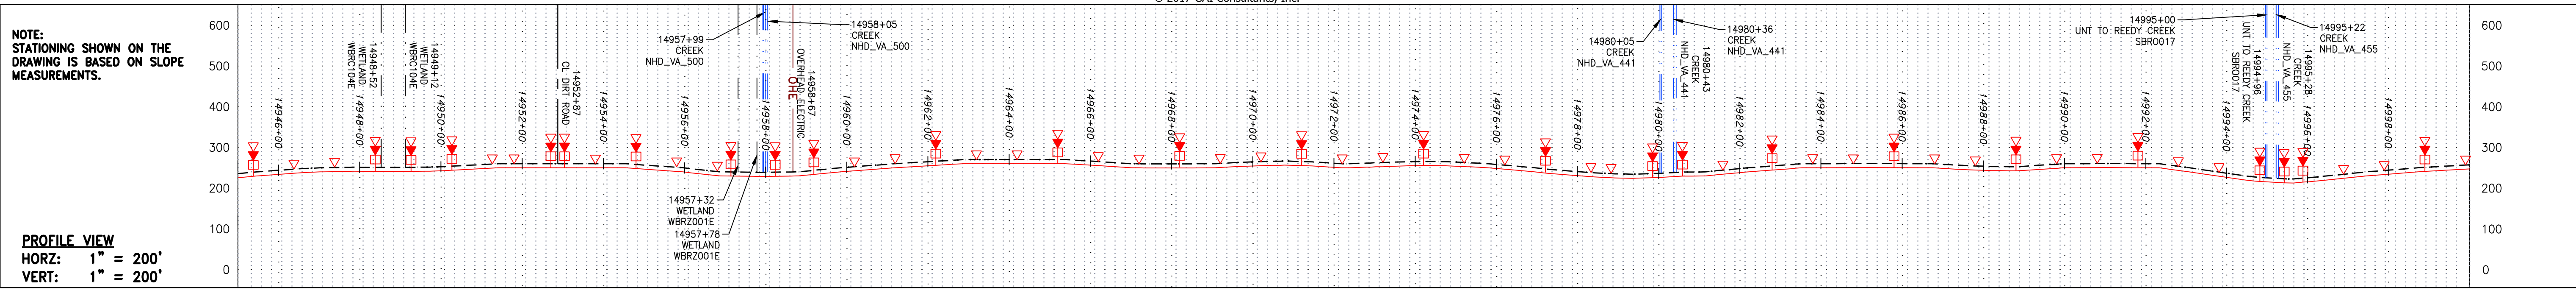 © 2017 GAI Consultants, Inc.
NOTE:
STATIONING SHOWN ON THE
DRAWING IS BASED ON SLOPE
MEASUREMENTS.
PROFILE VIEW
HORZ: 1" = 200'
VERT: 1" = 200'
600
500
400
300
200
100
0
14946+00
14948+00
14948+52
WETLAND
WBRC104E
14949+12
WETLAND
WBRC104E
14950+00
14952+00
14952+87
CL DIRT ROAD
14954+00
14956+00
14957+99
CREEK
NHD_VA_500
14957+32
WETLAND
WBRZ001E
14957+78
WETLAND
WBRZ001E
14958+00
14958+05
CREEK
NHD_VA_500
14958+67
OVERHEAD ELECTRIC
OHE
14960+00
14962+00
14964+00
14966+00
14968+00
14970+00
14972+00
14974+00
14976+00
14978+00
14980+05
CREEK
NHD_VA_441
14980+00
14980+43
CREEK
NHD_VA_441
14980+36
CREEK
NHD_VA_441
14982+00
14984+00
14986+00
14988+00
14990+00
14992+00
14994+00
14995+00
UNT TO REEDY CREEK
SBR0017
14994+96
UNT TO REEDY CREEK
SBR0017
14995+28
CREEK
NHD_VA_455
14995+22
CREEK
NHD_VA_455
14996+00
14998+00
600
500
400
300
200
100
0